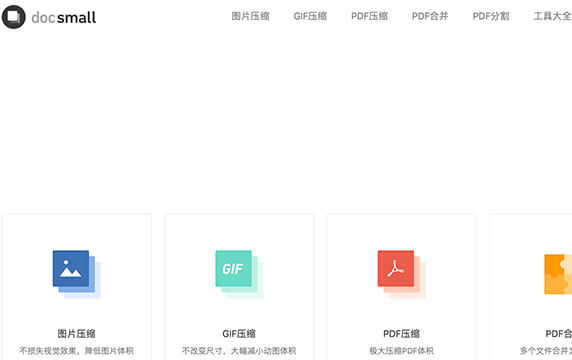 docsmall 图片压缩 GIF压缩 PDF压缩 PDF合并 PDF分割 工具大全
GIF
图片压缩 GIF压缩 PDF压缩 PDF合
不损失视觉效果，降低图片体积 不改变尺寸，大幅减小动图体积 极大压缩PDF体积 多个文件合并为